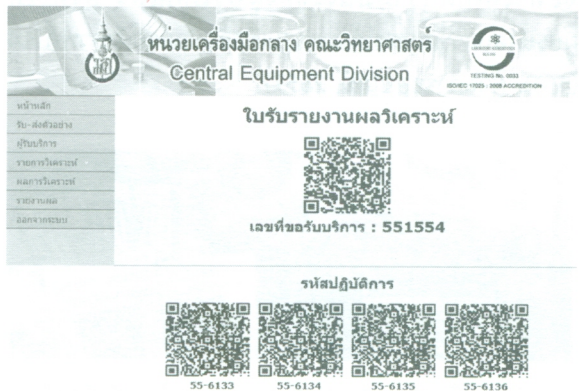 หน่วยเครื่องมือกลาง คณะวิทยาศาสตร์
Central Equipment Division
TESTING No. 0033
ISO/IEC 17025 : 2005 ACCREDITATION
หน้าหลัก
รับ-ส่งตัวอย่าง
ผู้รับบริการ
รายการวิเคราะห์
ผลการวิเคราะห์
รายงานผล
ออกจากระบบ
ใบรับรายงานผลวิเคราะห์
เลขที่ขอรับบริการ : 551554
รหัสปฏิบัติการ
55-6133 55-6134 55-6135 55-6136